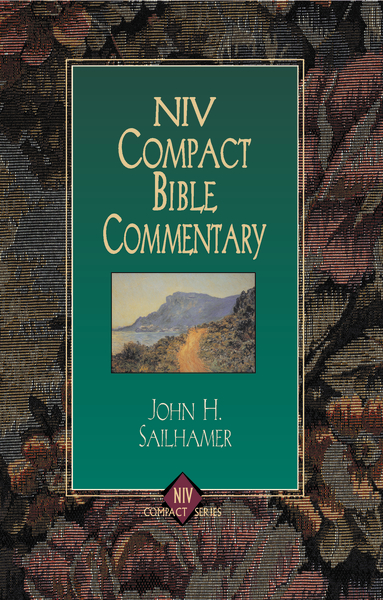 NIV
COMPACT
BIBLE
COMMENTARY
JOHN H.
SAILHAMER
NIV
COMPACT SERIES